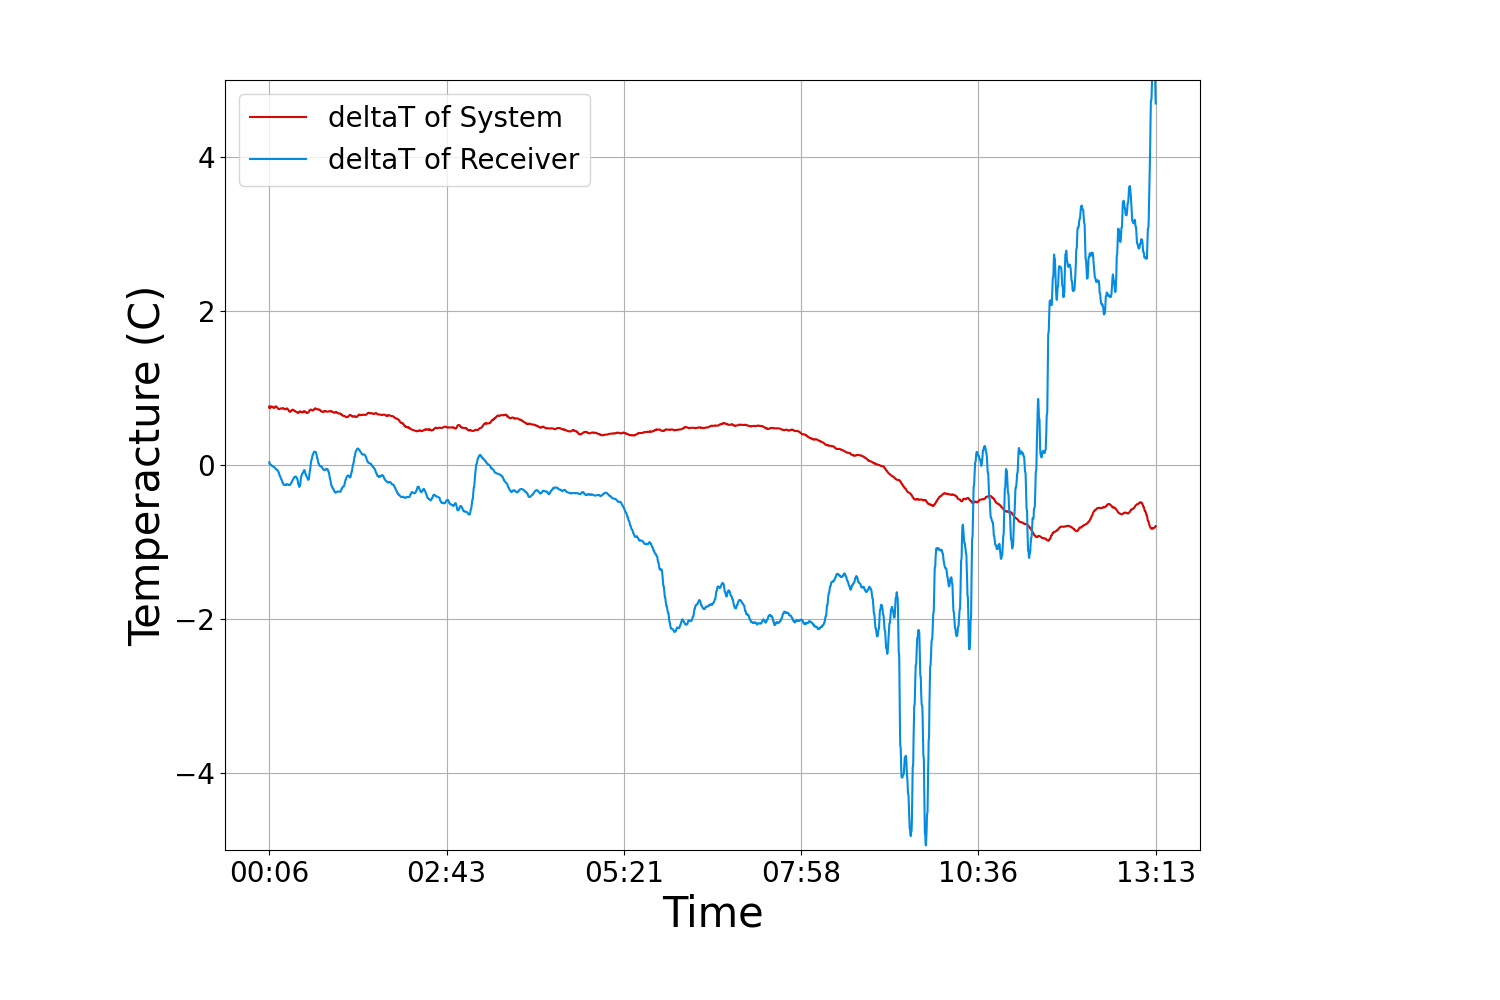 deltaT of System
deltaT of Receiver
4
2
0
−2
−4
Temperacture (C)
00:06 02:43 05:21 07:58 10:36 13:13
Time